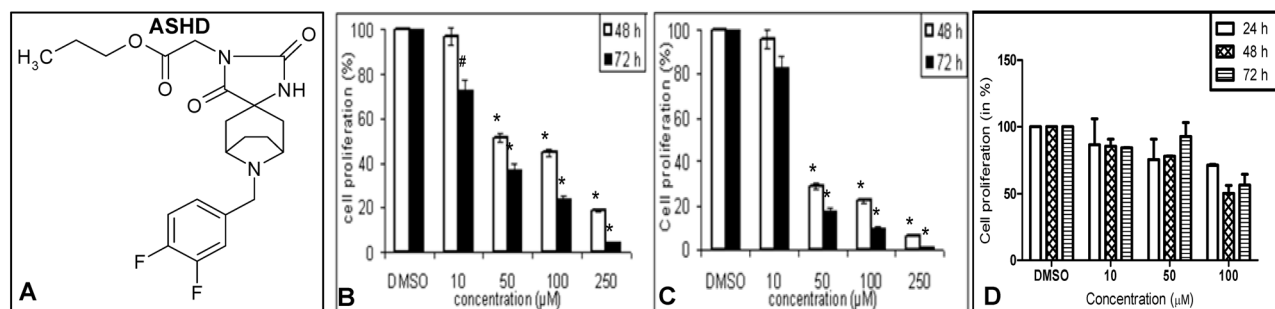 ASHD
H3C
O
O
N
O
O
NH
N
F
F
A
cell proliferation (%)
100
80
60
40
20
0
48 h
72 h
#
*
*
*
*
*
*
DMSO 10 50 100 250
concentration (µM)
B
Cell proliferation (%)
100
80
60
40
20
0
48 h
72 h
*
*
*
*
*
*
DMSO 10 50 100 250
concentration (µM)
C
24 h
48 h
72 h
Cell proliferation (in %)
150
100
50
0
DMSO 10 50 100
Concentration (µM)
D